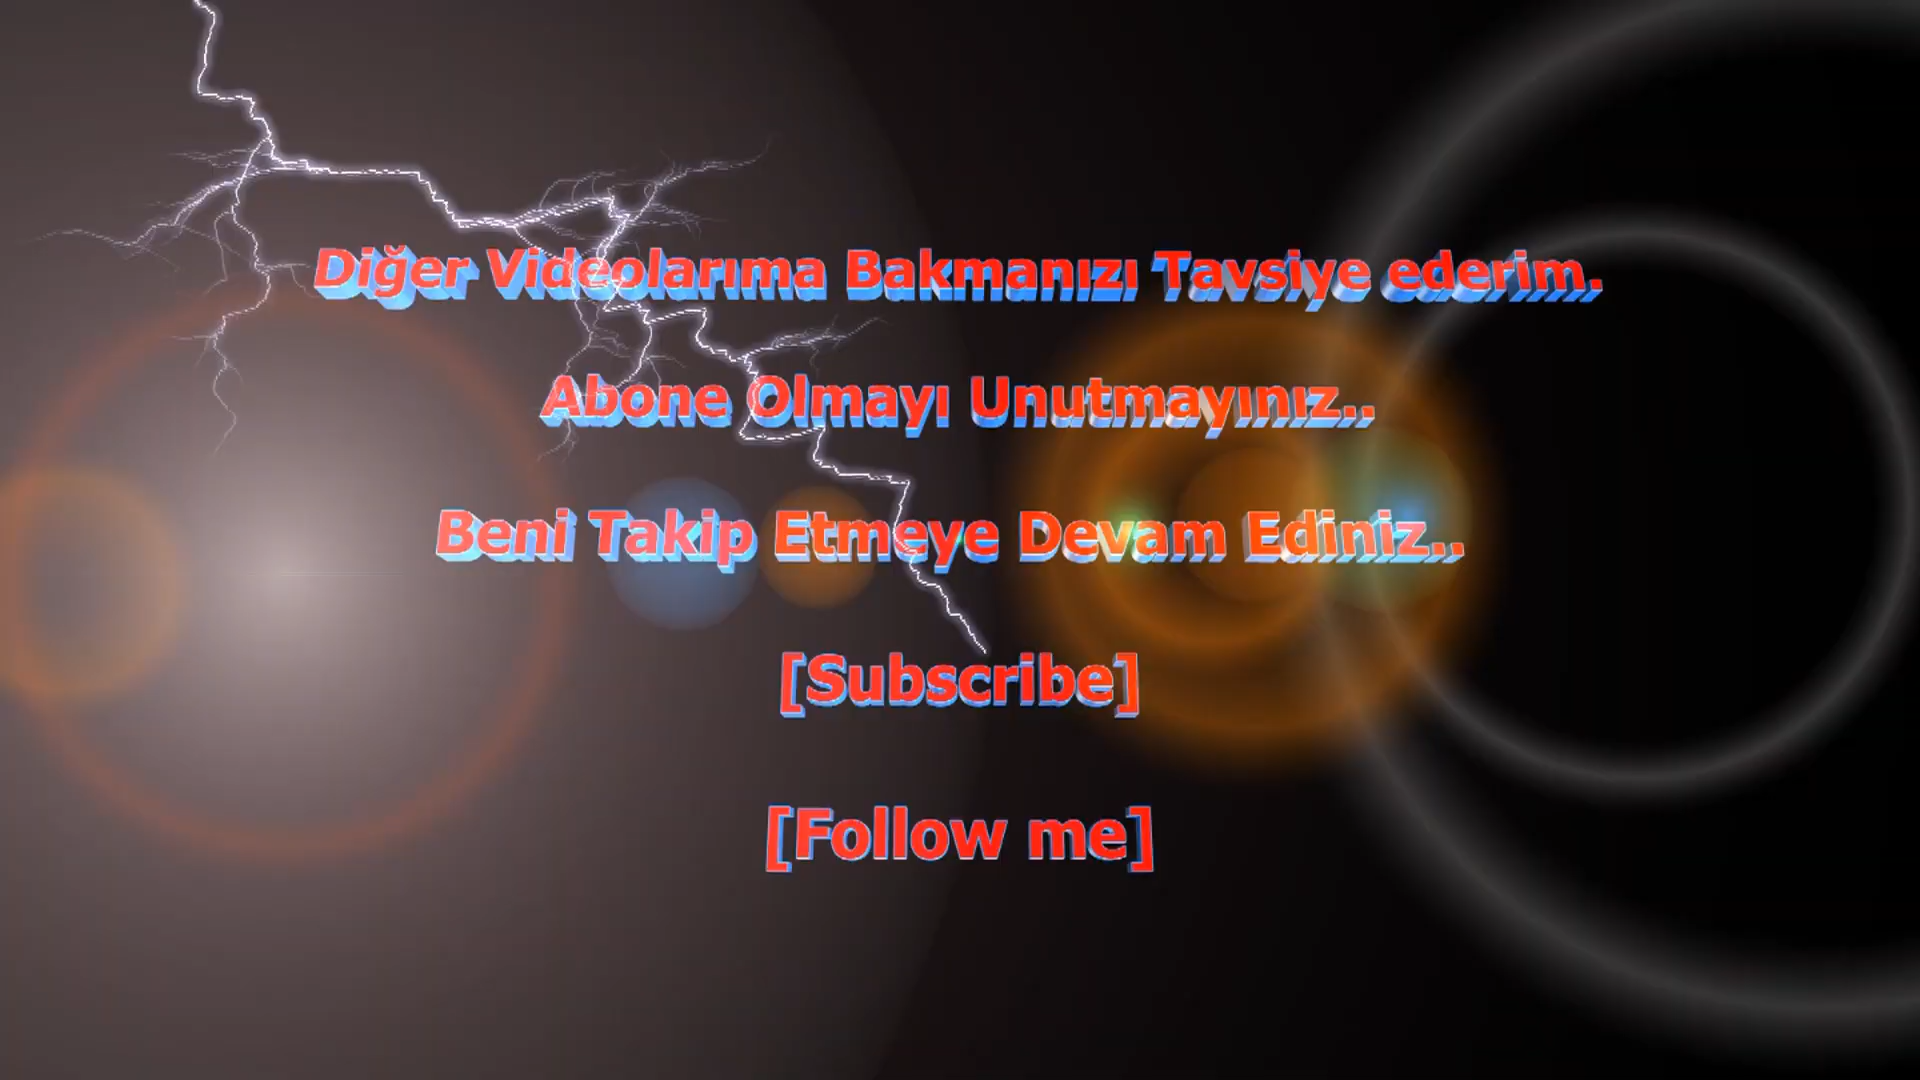 Diğer Videolarıma Bakmanızı Tavsiye ederim.
Abone Olmayı Unutmayınız..
Beni Takip Etmeye Devam Ediniz..
[Subscribe]
[Follow me]